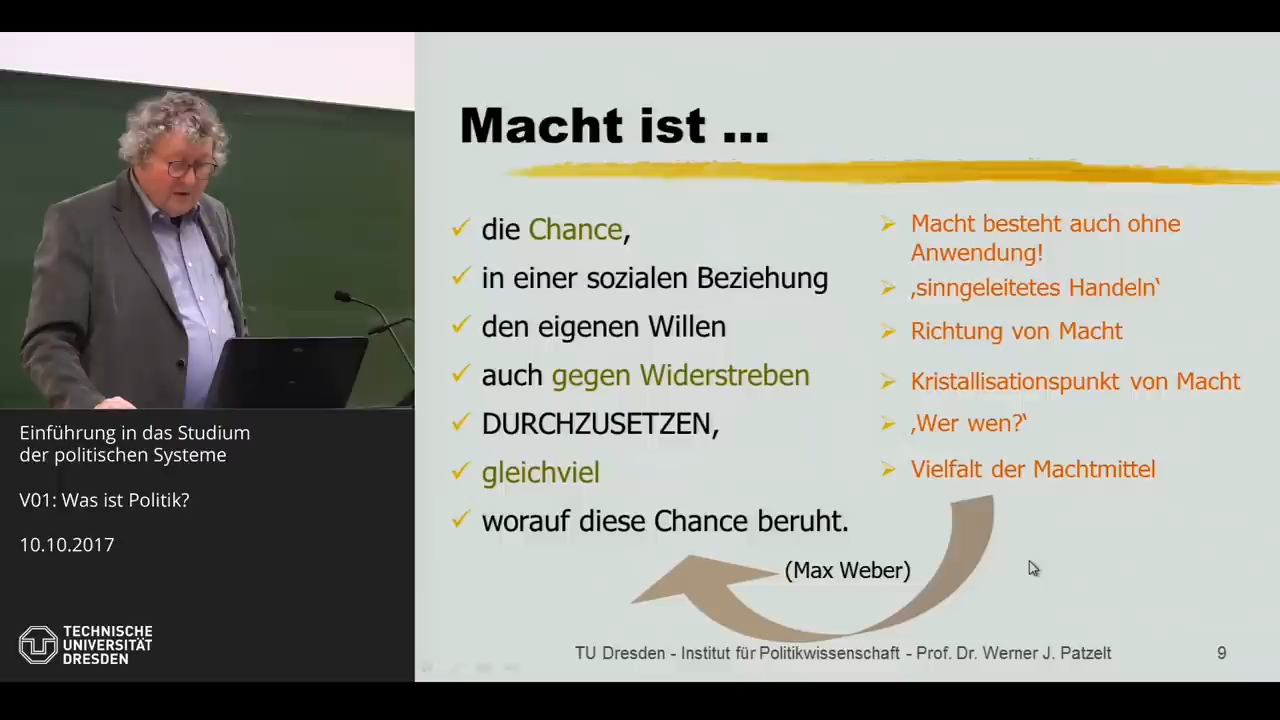 Macht ist ...
die Chance,
in einer sozialen Beziehung
den eigenen Willen
auch gegen Widerstreben
DURCHZUSETZEN,
gleichviel
worauf diese Chance beruht.
(Max Weber)
Macht besteht auch ohne
Anwendung!
‚sinngeleitetes Handeln‘
Richtung von Macht
Kristallisationspunkt von Macht
‚Wer wen?‘
Vielfalt der Machtmittel
TU Dresden - Institut für Politikwissenschaft - Prof. Dr. Werner J. Patzelt
9
Einführung in das Studium
der politischen Systeme
V01: Was ist Politik?
10.10.2017
TECHNISCHE
UNIVERSITÄT
DRESDEN